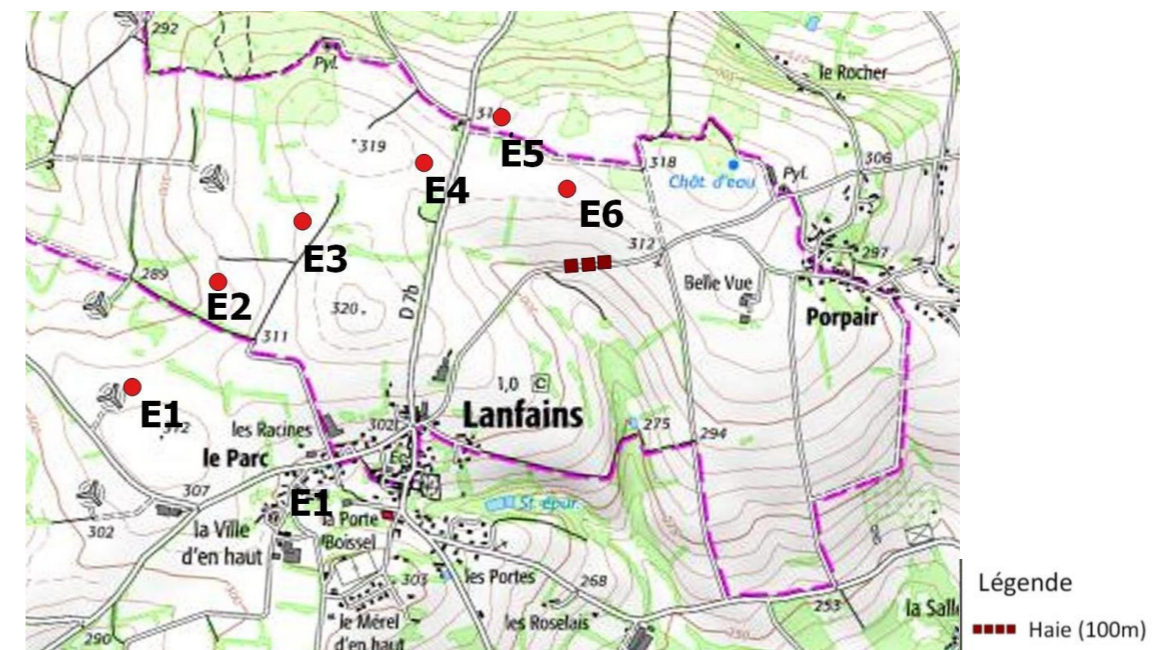 292
Pyl.
le Rocher
319
31
E5
318
306
E4
Chât. d'eau
Pyl.
E6
E3
312
297
289
Belle Vue
E2
320
D 7b
Porpair
311
1,0 C
E1
312
les Racines
302
Lanfains
275
294
le Parc
307
E1
St. épur.
la Porte
Boissel
302
la Ville
d'en haut
303
les Portes
268
Légende
253
la Salle
les Roselais
le Mérel
d'en haut
290
Haie (100m)